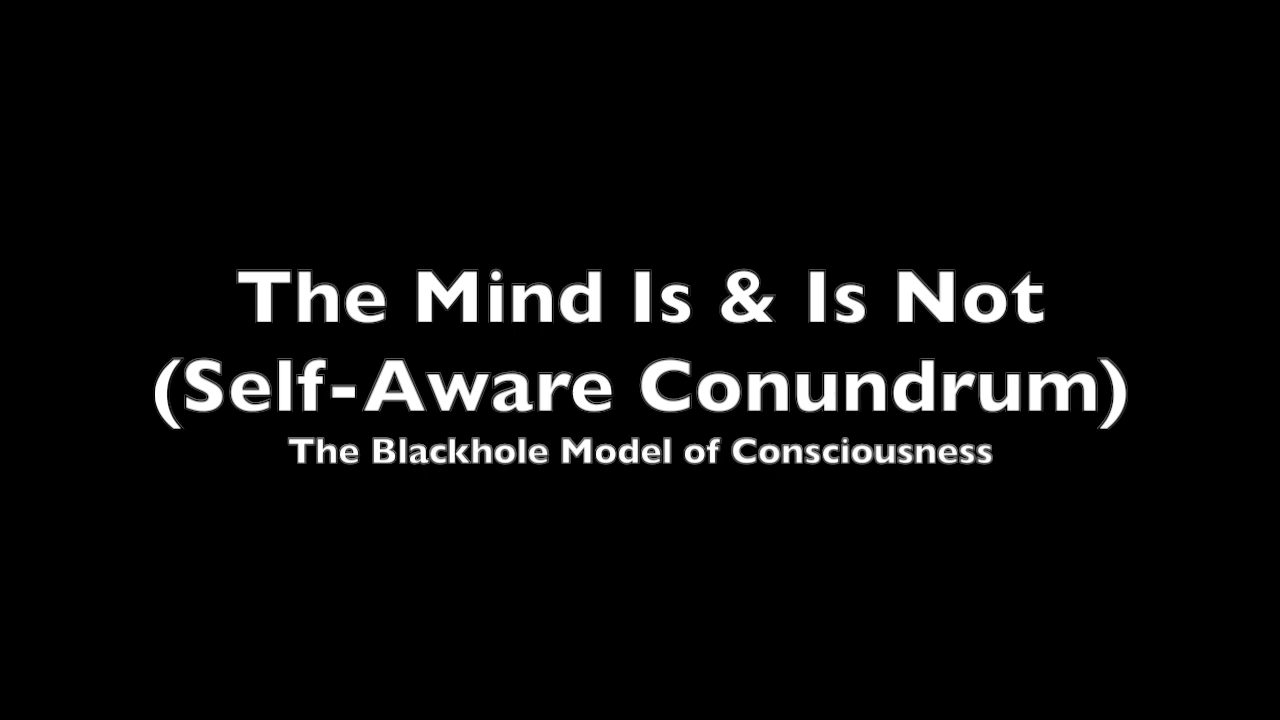 The Mind Is & Is Not
(Self-Aware Conundrum)
The Blackhole Model of Consciousness